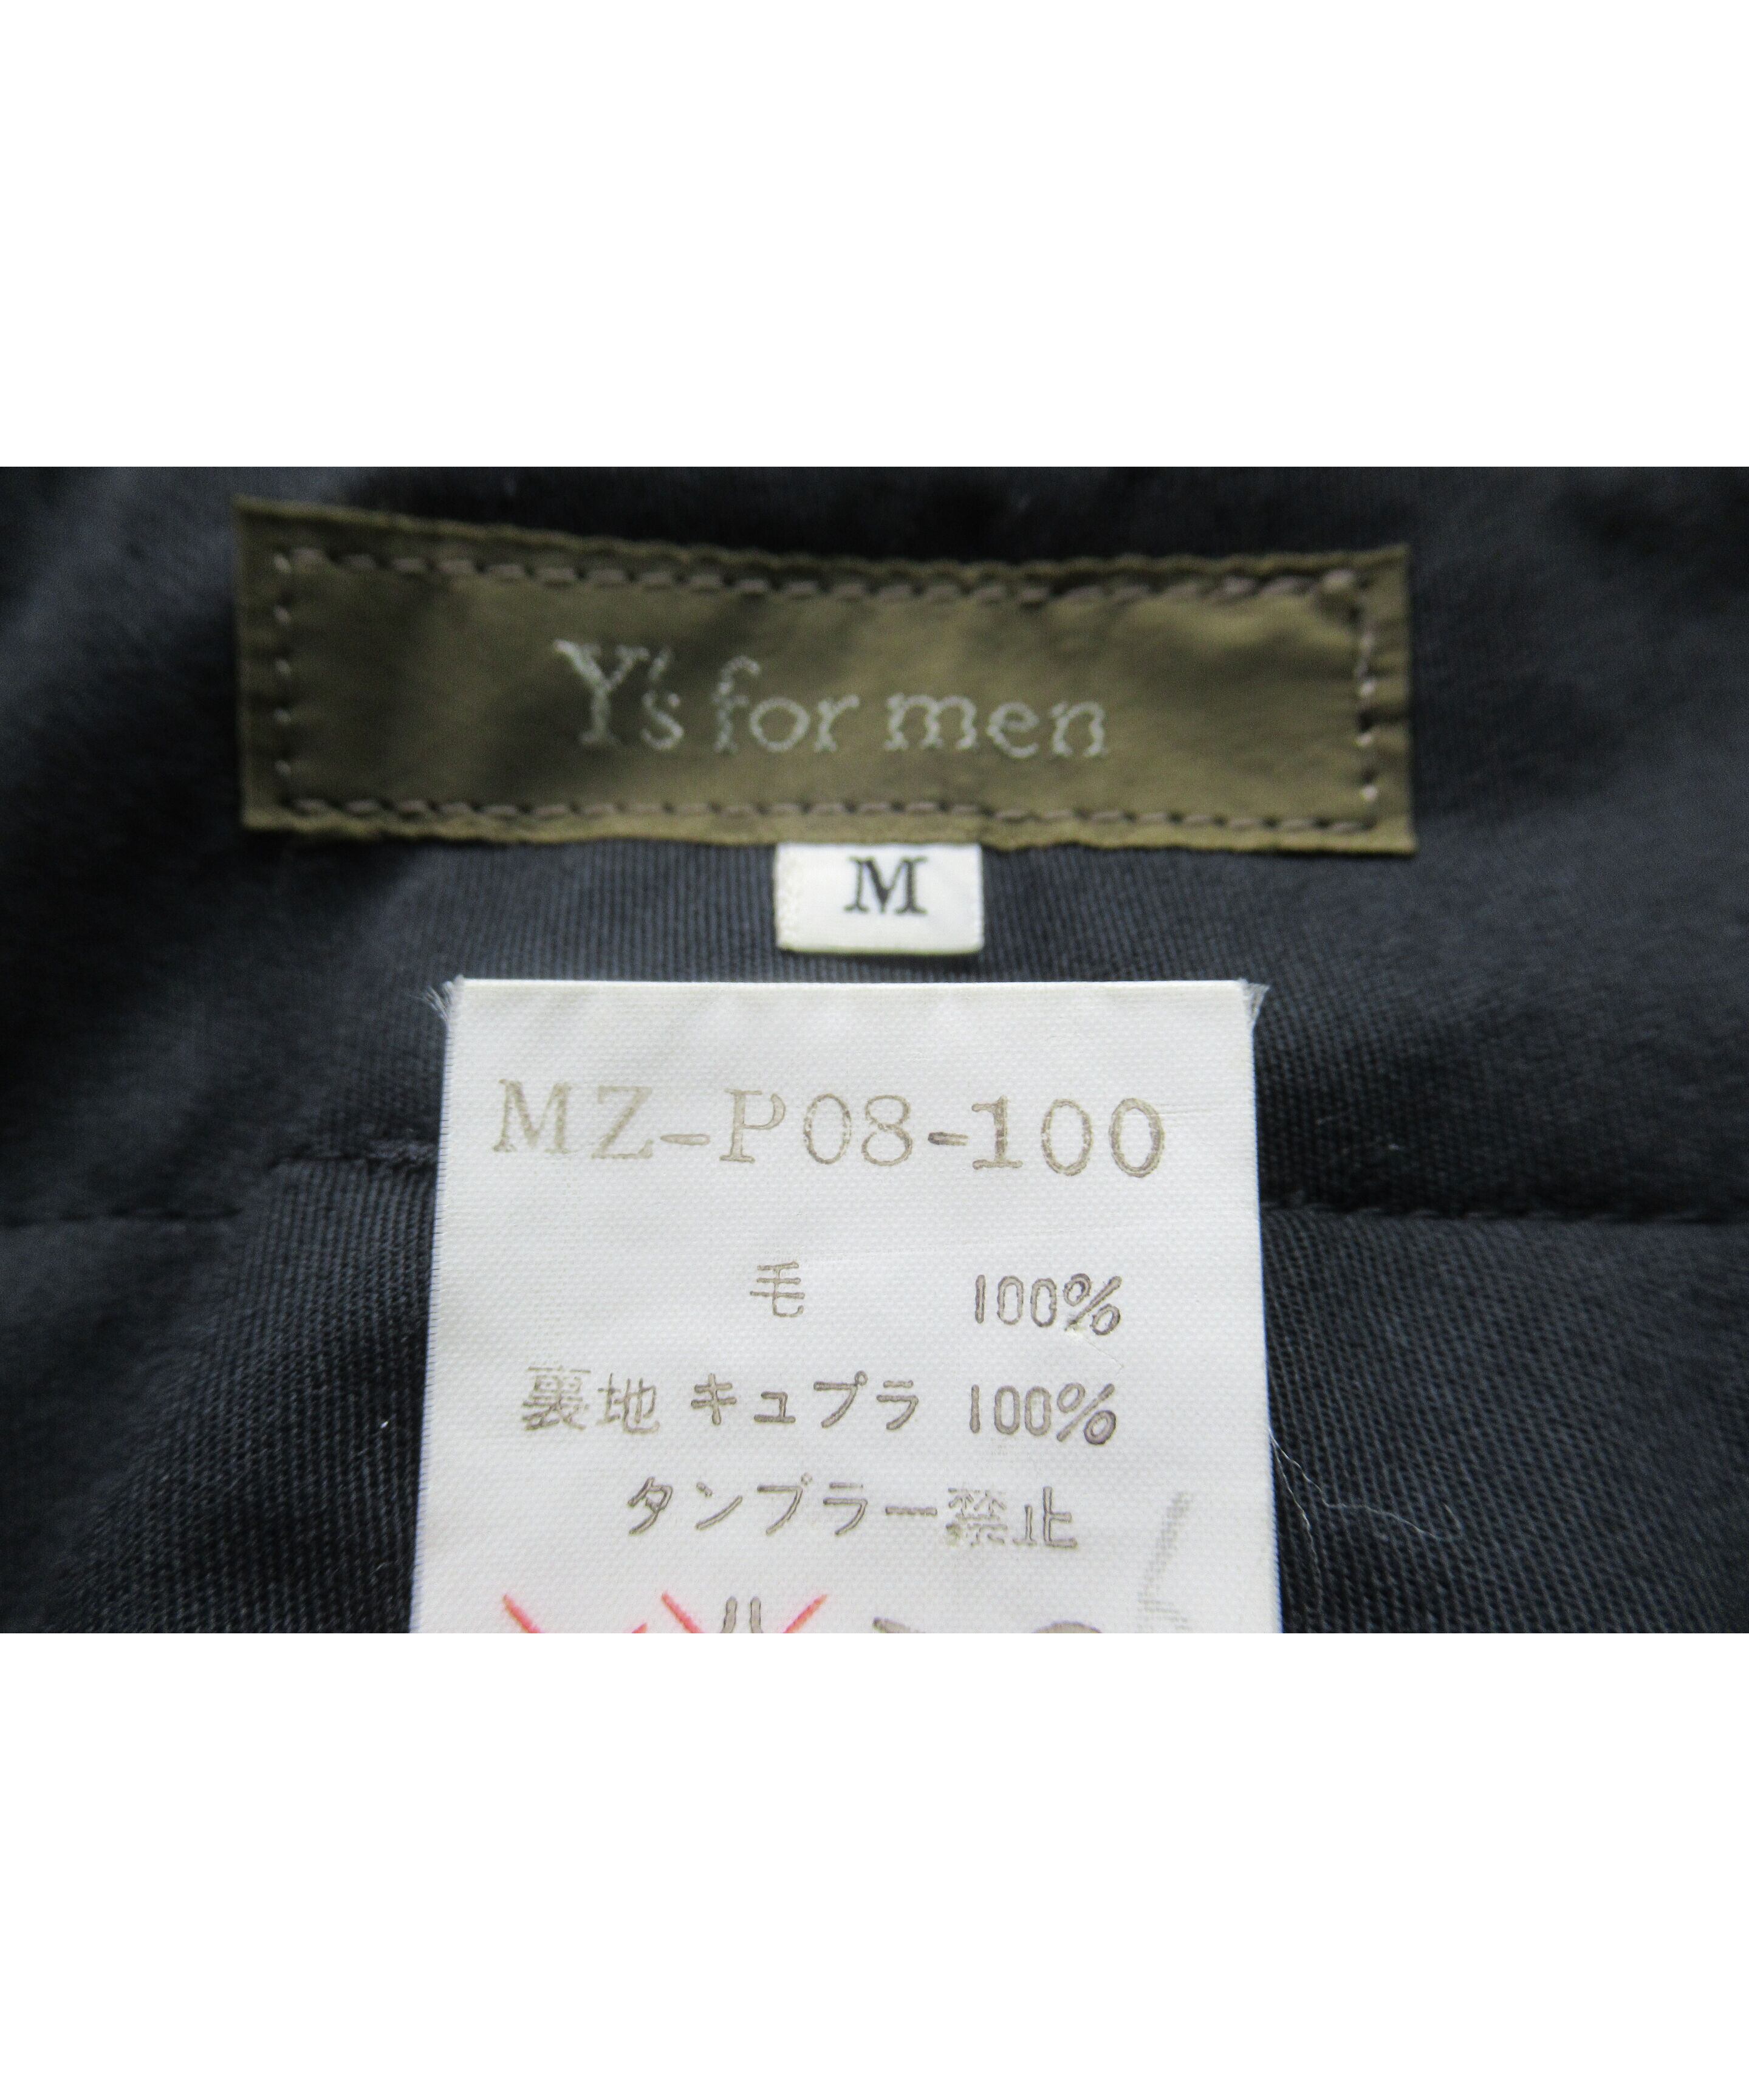 Y's for men
M
MZ-P08-100
毛 100%
裏地 キュプラ 100%
タンブラー禁止